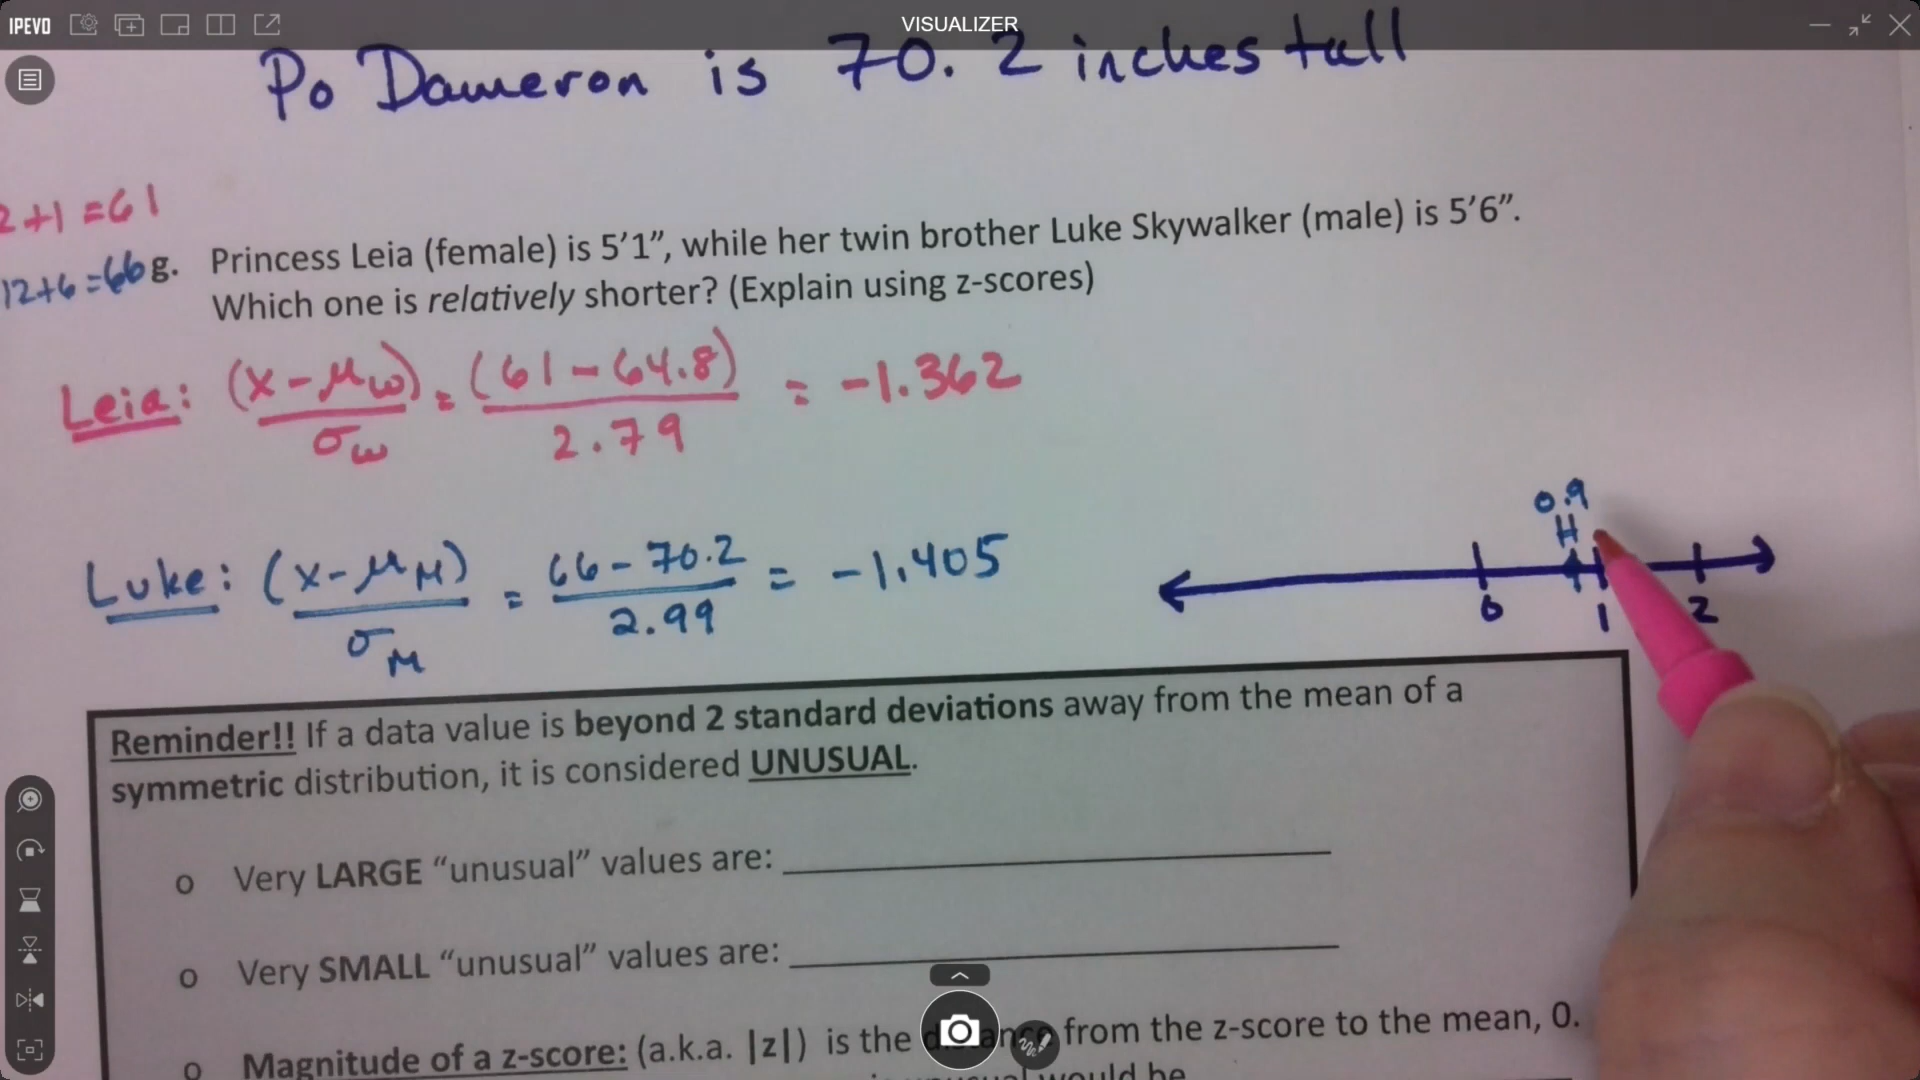 IPEVO VISUALIZER
Po Dameron is 70.2 inches tall
2+1=61
12+6=66
g. Princess Leia (female) is 5’1”, while her twin brother Luke Skywalker (male) is 5’6”.
Which one is relatively shorter? (Explain using z-scores)
Leia: (x-μw)/σw = (61-64.8)/2.79 = -1.362
0.9
H
Luke: (x-μM)/σM = 66-70.2/2.99 = -1.405
0 1 2
Reminder!! If a data value is beyond 2 standard deviations away from the mean of a
symmetric distribution, it is considered UNUSUAL.
o Very LARGE “unusual” values are:
o Very SMALL “unusual” values are:
o Magnitude of a z-score: (a.k.a. |z|) is the distance from the z-score to the mean, 0.
would be